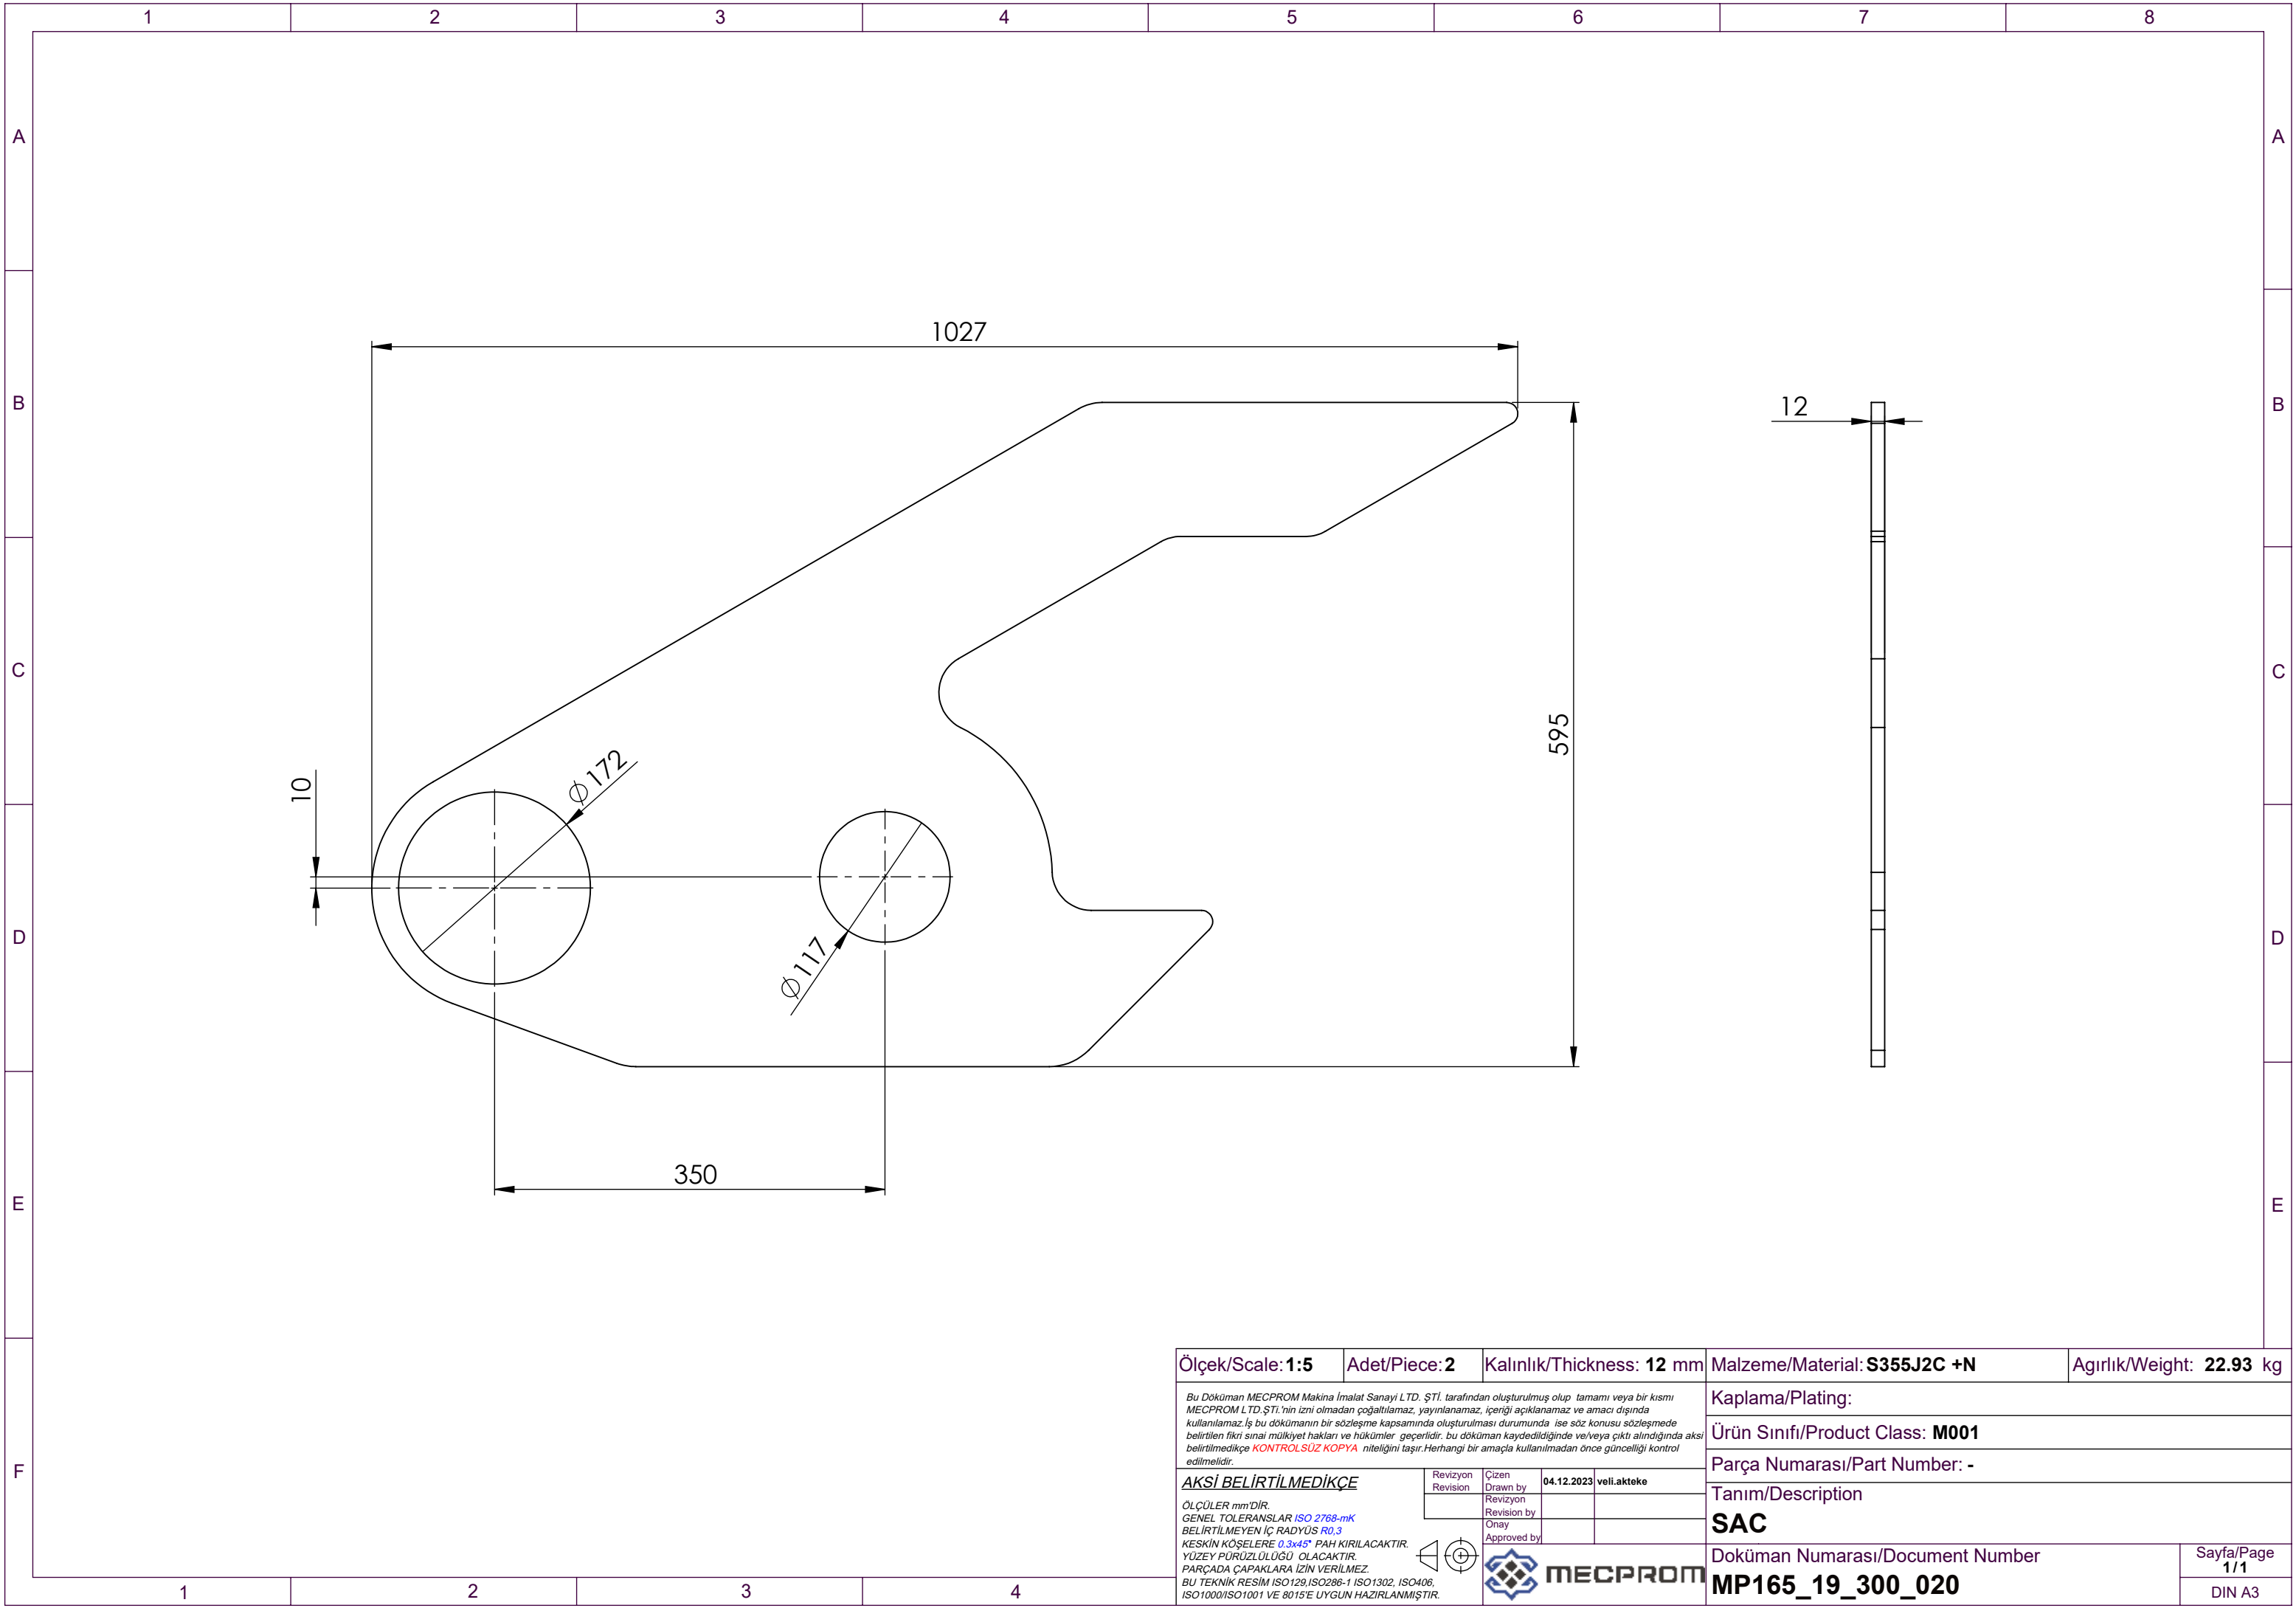 1 2 3 4 5 6 7 8
A A
B B
C C
D D
E E
F
1027
12
595
10
Ø172
Ø117
350
Ölçek/Scale: 1:5 Adet/Piece: 2 Kalınlık/Thickness: 12 mm Malzeme/Material: S355J2C +N Agırlık/Weight: 22.93 kg
Bu Döküman MECPROM Makina İmalat Sanayi LTD. ŞTİ. tarafından oluşturulmuş olup tamamı veya bir kısmı
MECPROM LTD.ŞTi.'nin izni olmadan çoğaltılamaz, yayınlanamaz, içeriği açıklanamaz ve amacı dışında
kullanılamaz.İş bu dökümanın bir sözleşme kapsamında oluşturulması durumunda ise söz konusu sözleşmede
belirtilen fikri sınai mülkiyet hakları ve hükümler geçerlidir. bu döküman kaydedildiğinde ve/veya çıktı alındığında aksi
belirtilmedikçe KONTROLSÜZ KOPYA niteliğini taşır.Herhangi bir amaçla kullanılmadan önce güncelliği kontrol
edilmelidir.
Kaplama/Plating:
Ürün Sınıfı/Product Class: M001
Parça Numarası/Part Number: -
Tanım/Description
SAC
Doküman Numarası/Document Number
MP165_19_300_020
Sayfa/Page
1/1
DIN A3
AKSİ BELİRTİLMEDİKÇE
ÖLÇÜLER mm'DİR.
GENEL TOLERANSLAR ISO 2768-mK
BELİRTİLMEYEN İÇ RADYÜS R0,3
KESKİN KÖŞELERE 0.3x45° PAH KIRILACAKTIR.
YÜZEY PÜRÜZLÜLÜĞÜ OLACAKTIR.
PARÇADA ÇAPAKLARA İZİN VERİLMEZ.
BU TEKNİK RESİM ISO129,ISO286-1 ISO1302, ISO406,
ISO1000/ISO1001 VE 8015'E UYGUN HAZIRLANMIŞTIR.
Revizyon
Revision
Çizen
Drawn by
04.12.2023 veli.akteke
Revizyon
Revision by
Onay
Approved by
MECPROM
1 2 3 4